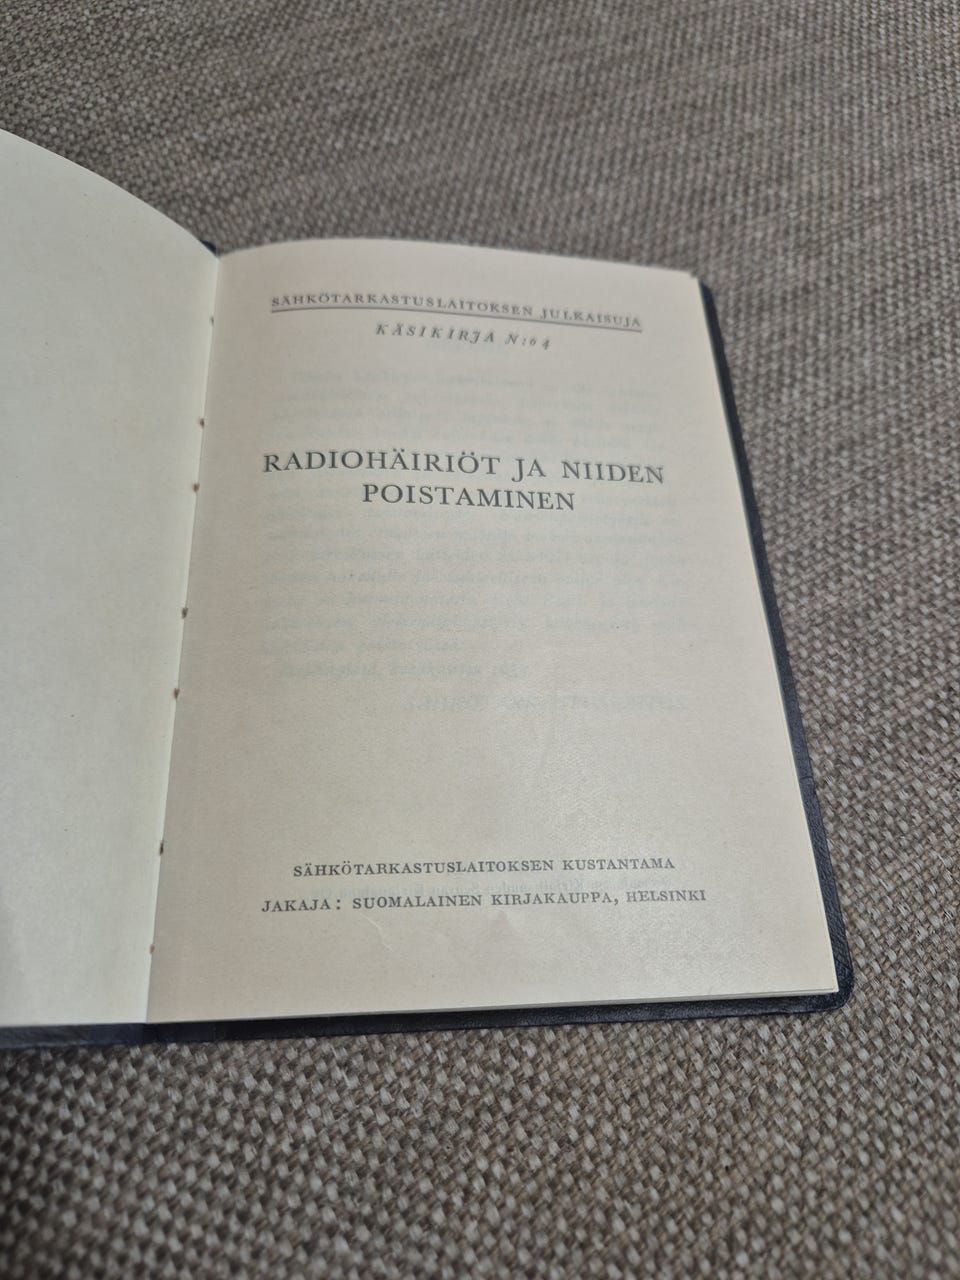 SÄHKÖTARKASTUSLAITOKSEN JULKAISUJA
KÄSIKIRJA N:o 4
RADIOHÄIRIÖT JA NIIDEN
POISTAMINEN
SÄHKÖTARKASTUSLAITOKSEN KUSTANTAMA
JAKAJA: SUOMALAINEN KIRJAKAUPPA, HELSINKI